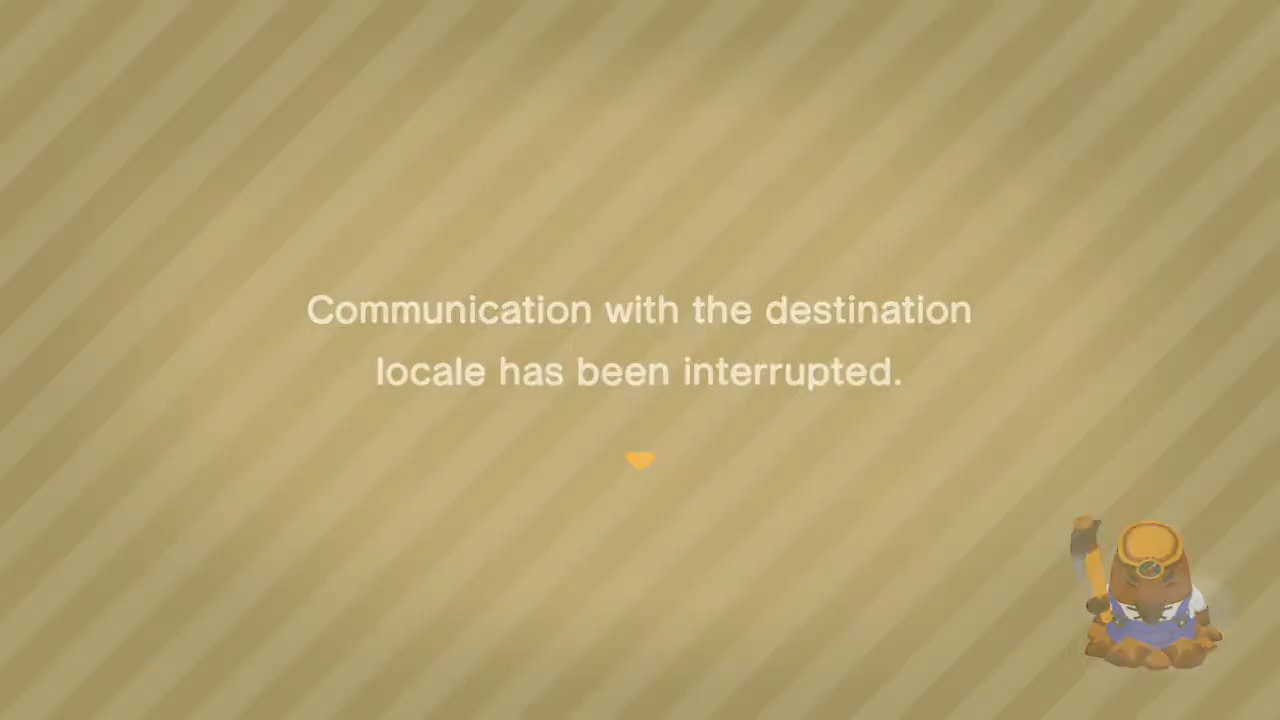 Communication with the destination
locale has been interrupted.